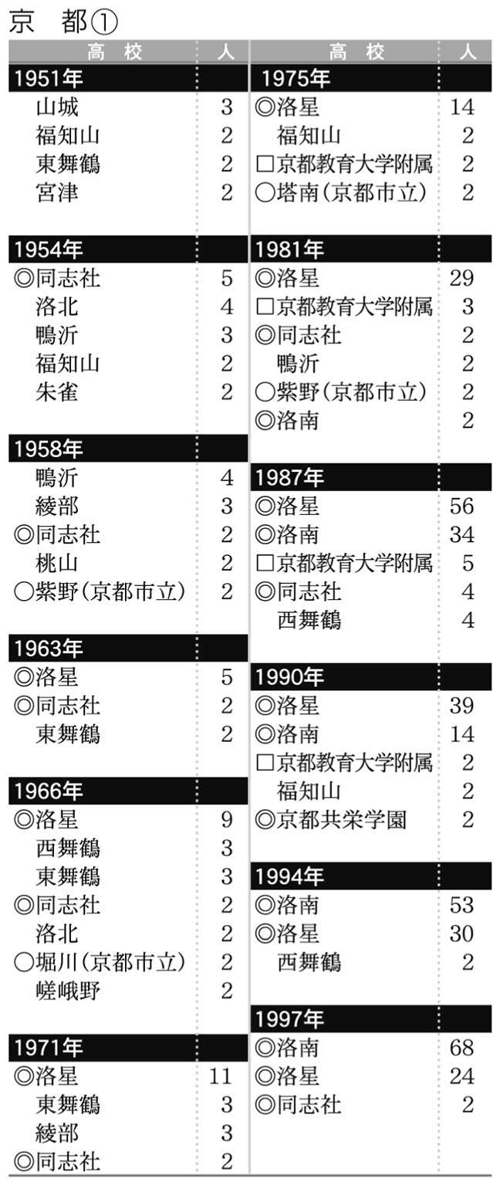 京 都①
高 校 人
1951年
山城 3
福知山 2
東舞鶴 2
宮津 2
1954年
◎同志社 5
洛北 4
鴨沂 3
福知山 2
朱雀 2
1958年
鴨沂 4
綾部 3
◎同志社 2
桃山 2
○紫野(京都市立) 2
1963年
◎洛星 5
◎同志社 2
東舞鶴 2
1966年
◎洛星 9
西舞鶴 3
東舞鶴 3
◎同志社 2
洛北 2
○堀川(京都市立) 2
嵯峨野 2
1971年
◎洛星 11
東舞鶴 3
綾部 3
◎同志社 2
高 校 人
1975年
◎洛星 14
福知山 2
□京都教育大学附属 2
○塔南(京都市立) 2
1981年
◎洛星 29
□京都教育大学附属 3
◎同志社 2
鴨沂 2
○紫野(京都市立) 2
◎洛南 2
1987年
◎洛星 56
◎洛南 34
□京都教育大学附属 5
◎同志社 4
西舞鶴 4
1990年
◎洛星 39
◎洛南 14
□京都教育大学附属 2
福知山 2
◎京都共栄学園 2
1994年
◎洛南 53
◎洛星 30
西舞鶴 2
1997年
◎洛南 68
◎洛星 24
◎同志社 2